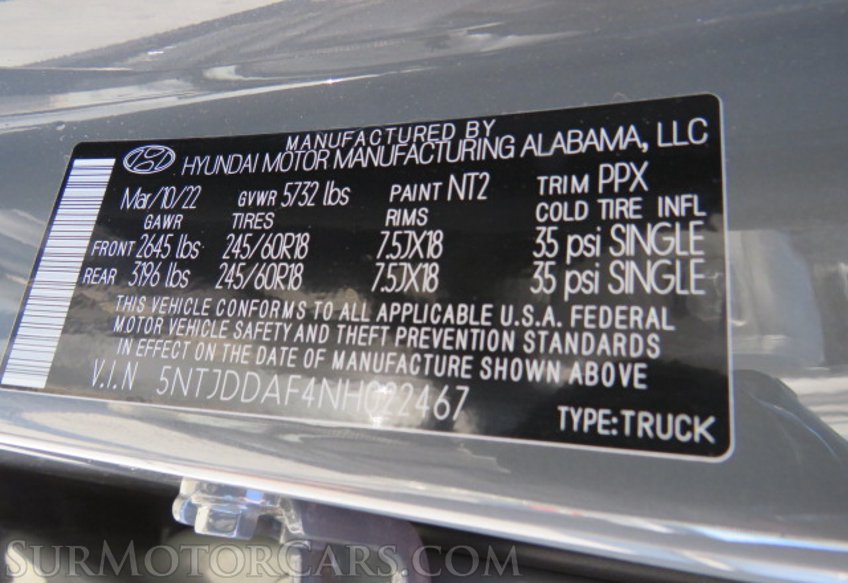 MANUFACTURED BY
HYUNDAI MOTOR MANUFACTURING ALABAMA, LLC
Mar/10/22 GVWR 5732 lbs PAINT NT2 TRIM PPX
GAWR TIRES RIMS COLD TIRE INFL
FRONT 2645 lbs 245/60R18 7.5JX18 35 psi SINGLE
REAR 3196 lbs 245/60R18 7.5JX18 35 psi SINGLE
THIS VEHICLE CONFORMS TO ALL APPLICABLE U.S.A. FEDERAL
MOTOR VEHICLE SAFETY AND THEFT PREVENTION STANDARDS
IN EFFECT ON THE DATE OF MANUFACTURE SHOWN ABOVE
V.I.N 5NTJDDAF4NH022467
TYPE:TRUCK
SURMOTORCARS.COM